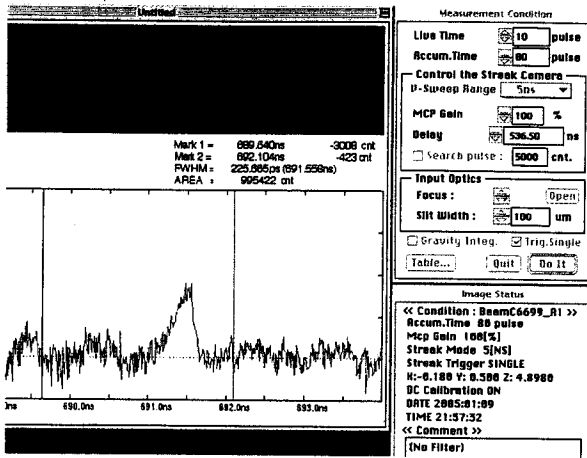 Untitled
Mark 1 = 689.640ns -3008 cnt
Mark 2 = 692.104ns -423 cnt
FWHM = 225.665ps (691.558ns)
AREA = 995422 cnt
690.0ns 691.0ns 692.0ns 693.0ns
Measurement Condition
Live Time 10 pulse
Accum.Time 80 pulse
Control the Streak Camera
V-Sweep Range 5ns
MCP Gain 100 %
Delay 536.50 ns
Search pulse : 5000 cnt.
Input Optics
Focus : Open
Slit Width : 100 um
Gravity Integ. Trig.Single
Table... Quit Do It
Image Status
<< Condition : BeamC6699_A1 >>
Accum.Time 80 pulse
Mcp Gain 100[%]
Streak Mode 5[NS]
Streak Trigger SINGLE
X:-0.180 Y: 0.500 Z: 4.8980
DC Calibration ON
DATE 2005:01:09
TIME 21:57:32
<< Comment >>
(No Filter)